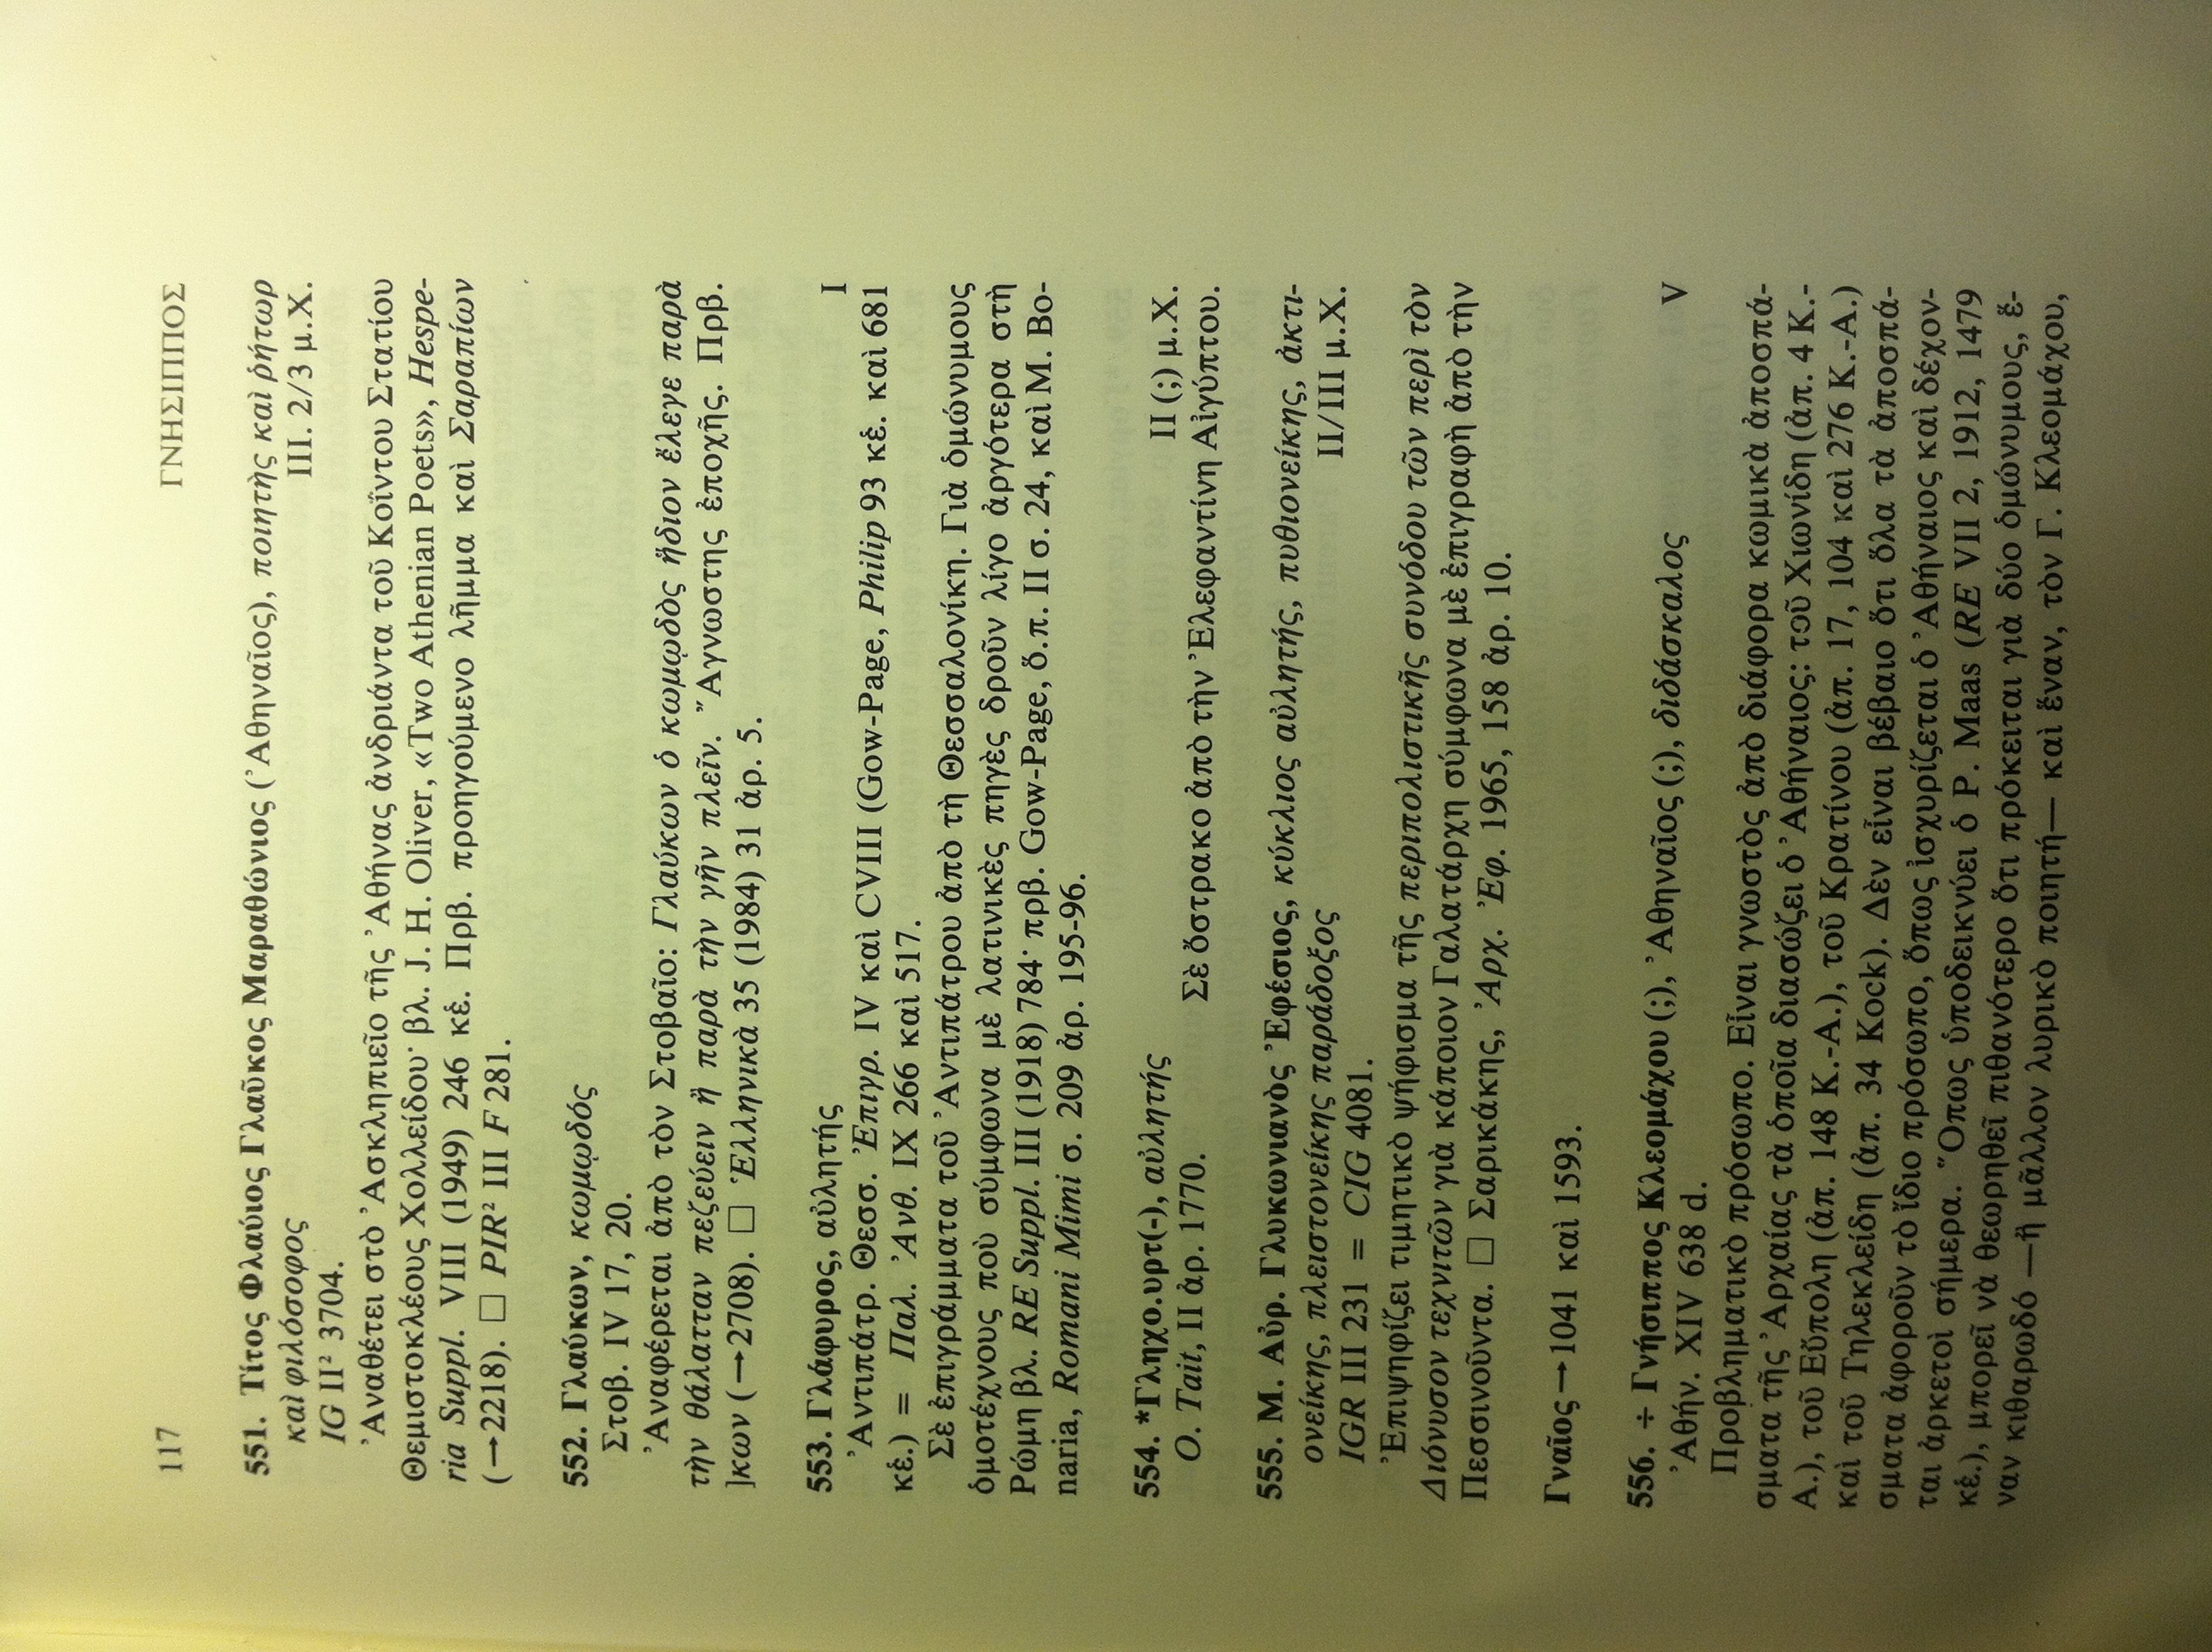 117 ΓΝΗΣΙΠΠΟΣ
551. Τίτος Φλαύιος Γλαῦκος Μαραθώνιος (Ἀθηναῖος), ποιητὴς καὶ ῥήτωρ
καὶ φιλόσοφος III. 2/3 μ.Χ.
IG II² 3704.
Ἀναθέτει στὸ Ἀσκληπιεῖο τῆς Ἀθήνας ἀνδριάντα τοῦ Κοΐντου Στατίου
Θεμιστοκλέους Χολλείδου· βλ. J. H. Oliver, «Two Athenian Poets», Hespe-
ria Suppl. VIII (1949) 246 κἑ. Πρβ. προηγούμενο λῆμμα καὶ Σαραπίων
(→2218). □ PIR² III F 281.
552. Γλαύκων, κωμῳδός
Στοβ. IV 17, 20.
Ἀναφέρεται ἀπὸ τὸν Στοβαῖο: Γλαύκων ὁ κωμῳδὸς ἥδιον ἔλεγε παρὰ
τὴν θάλατταν πεζεύειν ἢ παρὰ τὴν γῆν πλεῖν. Ἄγνωστης ἐποχῆς. Πρβ.
]κων (→2708). □ Ἑλληνικὰ 35 (1984) 31 ἀρ. 5.
553. Γλάφυρος, αὐλητής I
Ἀντιπάτρ. Θεσσ. Ἐπιγρ. IV καὶ CVIII (Gow-Page, Philip 93 κἑ. καὶ 681
κἑ.) = Παλ. Ἀνθ. IX 266 καὶ 517.
Σὲ ἐπιγράμματα τοῦ Ἀντιπάτρου ἀπὸ τὴ Θεσσαλονίκη. Γιὰ ὁμώνυμους
ὁμοτέχνους ποὺ σύμφωνα μὲ λατινικὲς πηγὲς δροῦν λίγο ἀργότερα στὴ
Ρώμη βλ. RE Suppl. III (1918) 784· πρβ. Gow-Page, ὅ.π. II σ. 24, καὶ M. Bo-
naria, Romani Mimi σ. 209 ἀρ. 195-96.
554. *Γληχο.υρτ(-), αὐλητής II (;) μ.Χ.
O. Tait, II ἀρ. 1770. Σὲ ὄστρακο ἀπὸ τὴν Ἐλεφαντίνη Αἰγύπτου.
555. Μ. Αὐρ. Γλυκωνιανὸς Ἐφέσιος, κύκλιος αὐλητής, πυθιονείκης, ἀκτι-
ονείκης, πλειστονείκης παράδοξος II/III μ.Χ.
IGR III 231 = CIG 4081.
Ἐπιψηφίζει τιμητικὸ ψήφισμα τῆς περιπολιστικῆς συνόδου τῶν περὶ τὸν
Διόνυσον τεχνιτῶν γιὰ κάποιον Γαλατάρχη σύμφωνα μὲ ἐπιγραφὴ ἀπὸ τὴν
Πεσσινοῦντα. □ Σαρικάκης, Ἀρχ. Ἐφ. 1965, 158 ἀρ. 10.
Γναῖος→1041 καὶ 1593.
556. ÷ Γνήσιππος Κλεομάχου (;), Ἀθηναῖος (;), διδάσκαλος V
Ἀθήν. XIV 638 d.
Προβληματικὸ πρόσωπο. Εἶναι γνωστὸς ἀπὸ διάφορα κωμικὰ ἀποσπά-
σματα τῆς Ἀρχαίας τὰ ὁποῖα διασώζει ὁ Ἀθήναιος: τοῦ Χιωνίδη (ἀπ. 4 K.-
A.), τοῦ Εὔπολη (ἀπ. 148 K.-A.), τοῦ Κρατίνου (ἀπ. 17, 104 καὶ 276 K.-A.)
καὶ τοῦ Τηλεκλείδη (ἀπ. 34 Kock). Δὲν εἶναι βέβαιο ὅτι ὅλα τὰ ἀποσπά-
σματα ἀφοροῦν τὸ ἴδιο πρόσωπο, ὅπως ἰσχυρίζεται ὁ Ἀθήναιος καὶ δέχον-
ται ἀρκετοὶ σήμερα. Ὅπως ὑποδεικνύει ὁ P. Maas (RE VII 2, 1912, 1479
κἑ.), μπορεῖ νὰ θεωρηθεῖ πιθανότερο ὅτι πρόκειται γιὰ δύο ὁμώνυμους, ἕ-
ναν κιθαρωδό —ἢ μᾶλλον λυρικὸ ποιητή— καὶ ἕναν, τὸν Γ. Κλεομάχου,